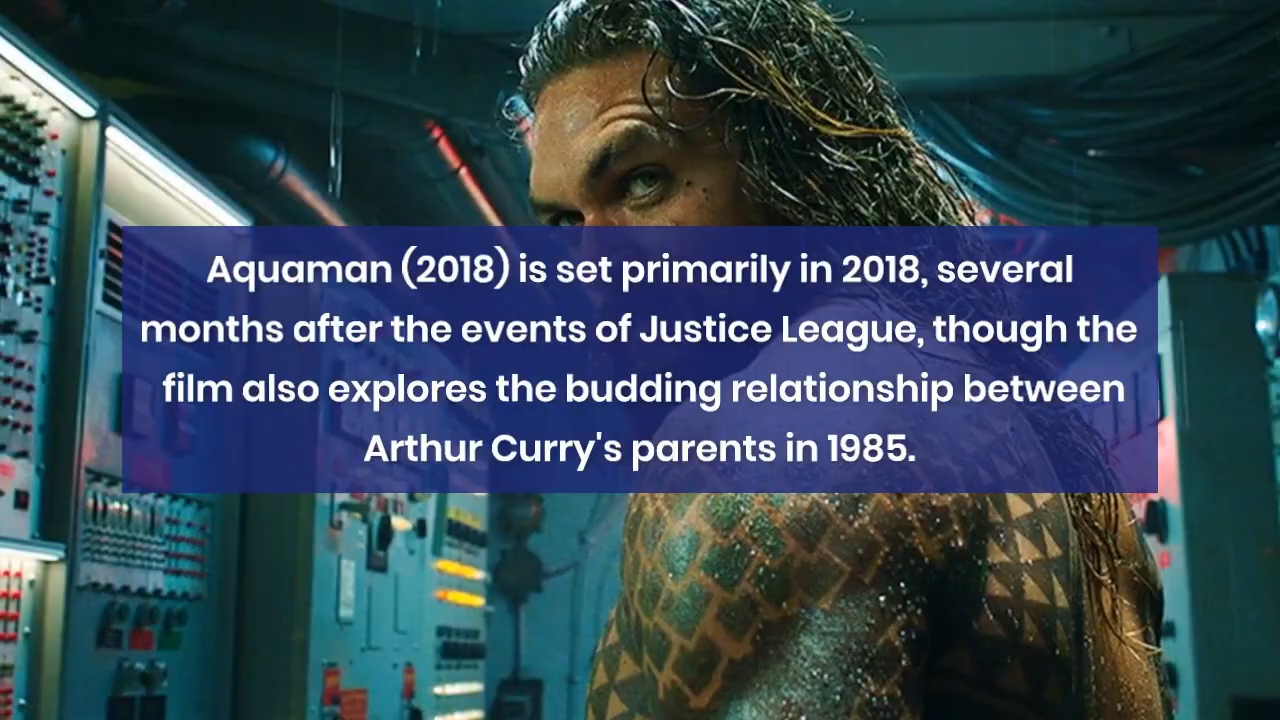 Aquaman (2018) is set primarily in 2018, several
months after the events of Justice League, though the
film also explores the budding relationship between
Arthur Curry's parents in 1985.